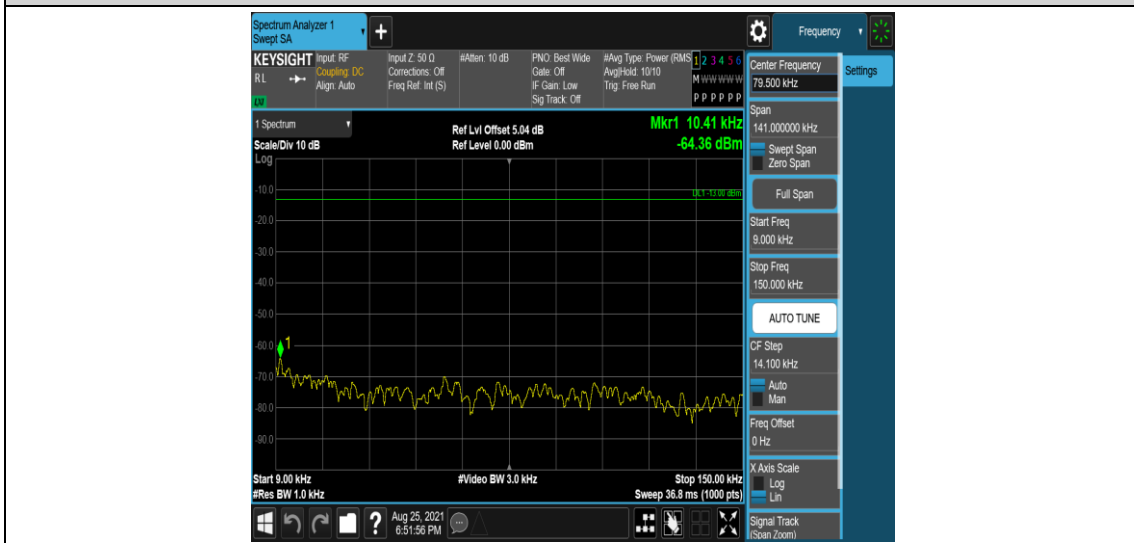 Spectrum Analyzer 1
Swept SA
+
Frequency
KEYSIGHT
RL
LXI
Input: RF
Coupling: DC
Align: Auto
Input Z: 50 Ω
Corrections: Off
Freq Ref: Int (S)
#Atten: 10 dB
PNO: Best Wide
Gate: Off
IF Gain: Low
Sig Track: Off
#Avg Type: Power (RMS
Avg|Hold: 10/10
Trig: Free Run
1 2 3 4 5 6
M W W W W W
P P P P P P
Center Frequency
79.500 kHz
Settings
Span
141.000000 kHz
Swept Span
Zero Span
Full Span
Start Freq
9.000 kHz
Stop Freq
150.000 kHz
AUTO TUNE
CF Step
14.100 kHz
Auto
Man
Freq Offset
0 Hz
X Axis Scale
Log
Lin
Signal Track
(Span Zoom)
1 Spectrum
Scale/Div 10 dB
Log
Ref Lvl Offset 5.04 dB
Ref Level 0.00 dBm
Mkr1 10.41 kHz
-64.36 dBm
DL1 -13.00 dBm
-10.0
-20.0
-30.0
-40.0
-50.0
-60.0
1
-70.0
-80.0
-90.0
Start 9.00 kHz
#Res BW 1.0 kHz
#Video BW 3.0 kHz
Stop 150.00 kHz
Sweep 36.8 ms (1000 pts)
?
Aug 25, 2021
6:51:56 PM